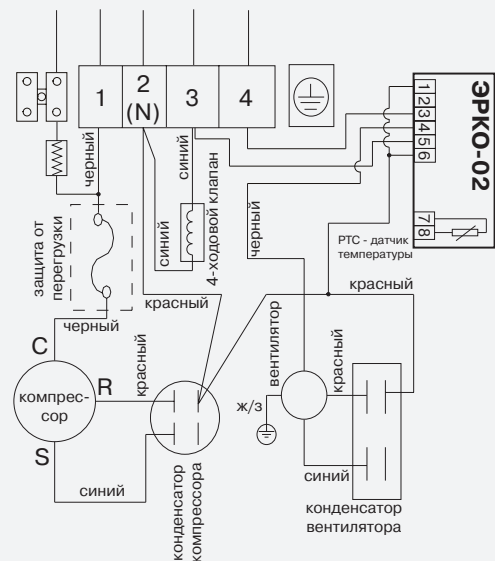 1
2
(N)
3
4
1
2
3
4
5
6
7
8
ЭРКО-02
черный
синий
синий
4-ходовой клапан
черный
РТС - датчик
температуры
защита от
перегрузки
черный
красный
красный
вентилятор
красный
красный
C
R
S
компрес-
сор
ж/з
синий
синий
конденсатор
компрессора
конденсатор
вентилятора